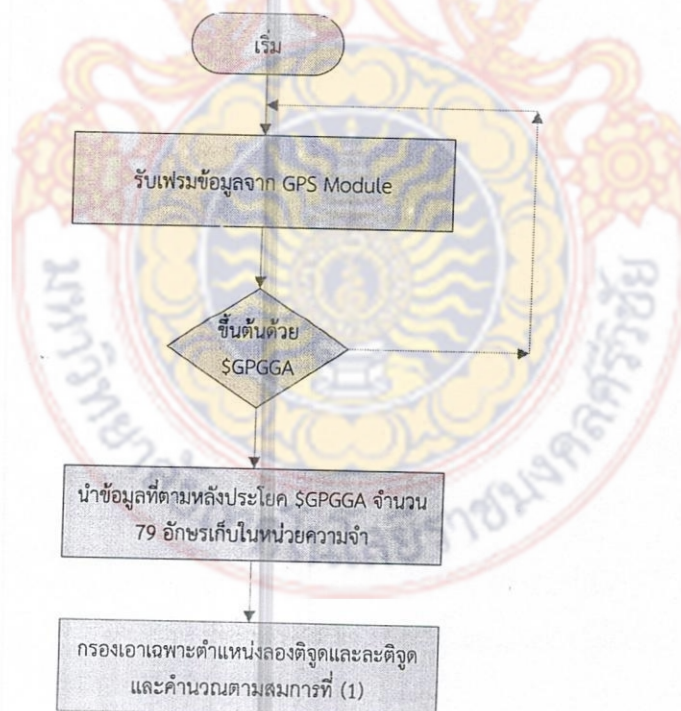 เริ่ม
รับเฟรมข้อมูลจาก GPS Module
ขึ้นต้นด้วย
$GPGGA
นำข้อมูลที่ตามหลังประโยค $GPGGA จำนวน
79 อักษรเก็บในหน่วยความจำ
กรองเอาเฉพาะตำแหน่งลองติจูดและละติจูด
และคำนวณตามสมการที่ (1)